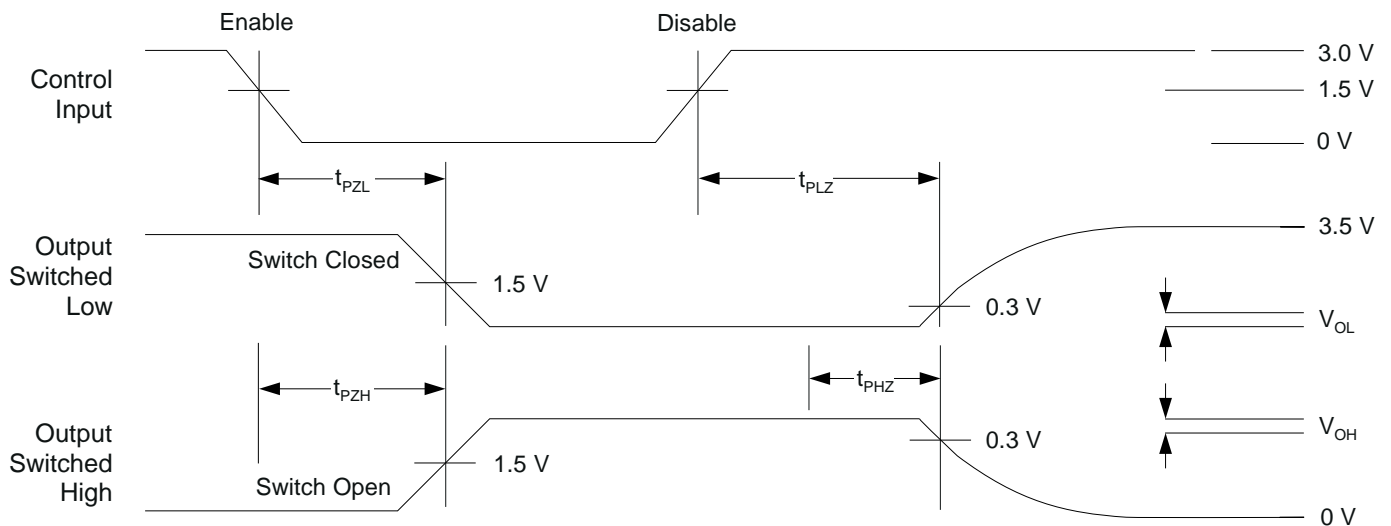 Enable
Disable
Control
Input
3.0 V
1.5 V
0 V
tPZL
tPLZ
Output
Switched
Low
Switch Closed
1.5 V
0.3 V
3.5 V
VOL
tPZH
tPHZ
Output
Switched
High
Switch Open
1.5 V
0.3 V
VOH
0 V